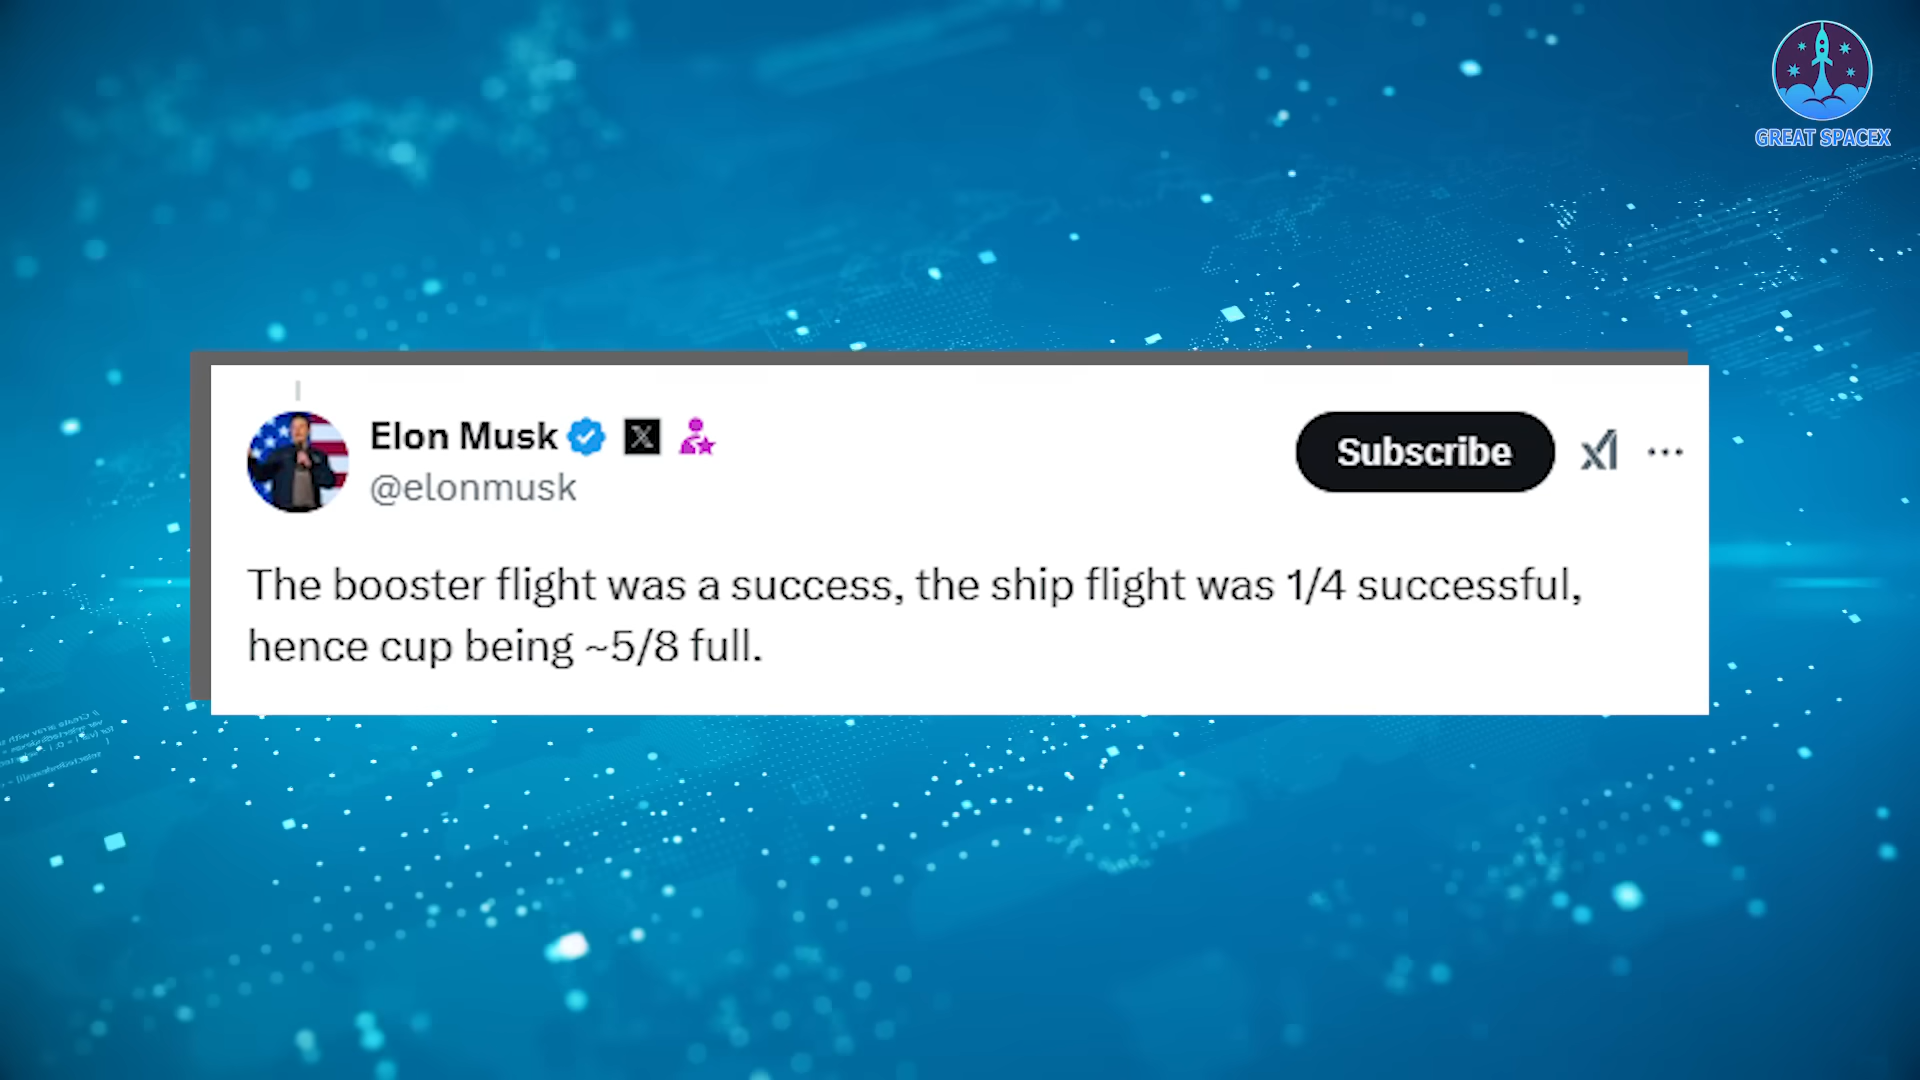 GREAT SPACEX
Elon Musk
@elonmusk
Subscribe
The booster flight was a success, the ship flight was 1/4 successful,
hence cup being ~5/8 full.